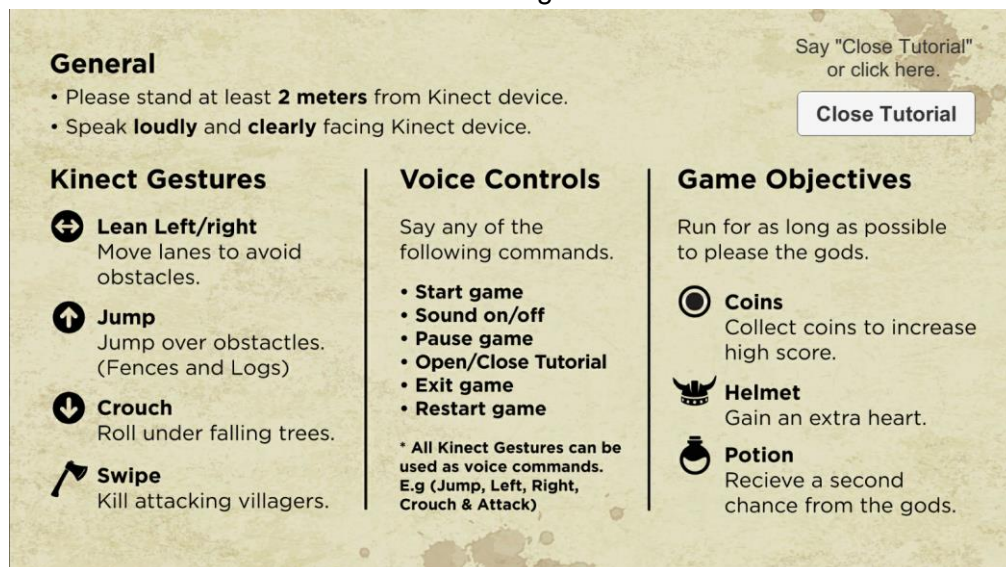 Say "Close Tutorial"
or click here.
Close Tutorial
General
• Please stand at least 2 meters from Kinect device.
• Speak loudly and clearly facing Kinect device.
Kinect Gestures
Lean Left/right
Move lanes to avoid
obstacles.
Jump
Jump over obstactles.
(Fences and Logs)
Crouch
Roll under falling trees.
Swipe
Kill attacking villagers.
Voice Controls
Say any of the
following commands.
• Start game
• Sound on/off
• Pause game
• Open/Close Tutorial
• Exit game
• Restart game
* All Kinect Gestures can be
used as voice commands.
E.g (Jump, Left, Right,
Crouch & Attack)
Game Objectives
Run for as long as possible
to please the gods.
Coins
Collect coins to increase
high score.
Helmet
Gain an extra heart.
Potion
Recieve a second
chance from the gods.